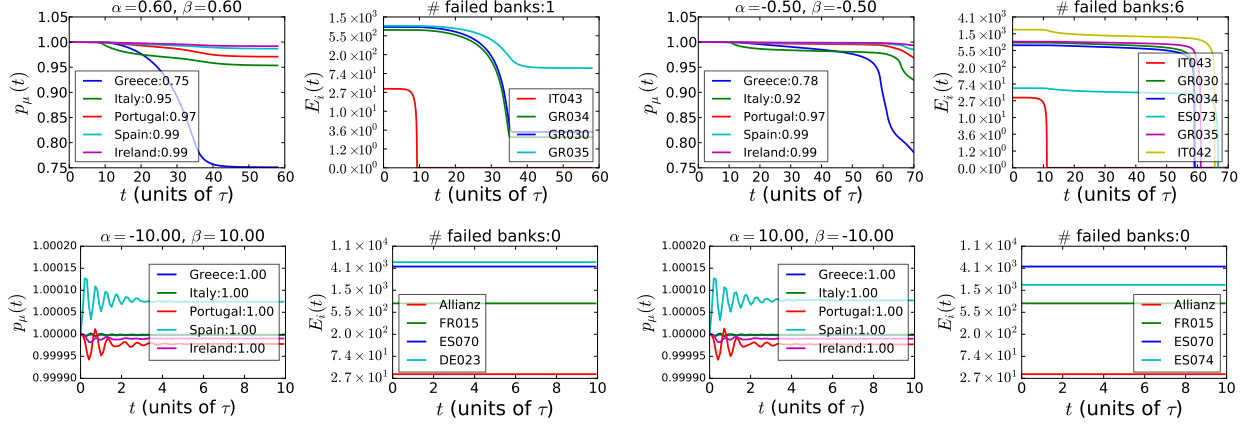 α=0.60, β=0.60
1.05
1.00
0.95
0.90
0.85
0.80
0.75
p_μ(t)
Greece:0.75
Italy:0.95
Portugal:0.97
Spain:0.99
Ireland:0.99
0 10 20 30 40 50 60
t (units of τ)
# failed banks:1
1.5 ×10³
5.5 ×10²
2.0 ×10²
7.4 ×10¹
2.7 ×10¹
9.5 ×10⁰
3.6 ×10⁰
1.2 ×10⁰
0.0 ×10⁰
E_i(t)
IT043
GR034
GR030
GR035
0 10 20 30 40 50 60
t (units of τ)
α=-0.50, β=-0.50
1.05
1.00
0.95
0.90
0.85
0.80
0.75
p_μ(t)
Greece:0.78
Italy:0.92
Portugal:0.97
Spain:0.99
Ireland:0.99
0 10 20 30 40 50 60 70
t (units of τ)
# failed banks:6
4.1 ×10³
1.5 ×10³
5.5 ×10²
2.0 ×10²
7.4 ×10¹
2.7 ×10¹
9.5 ×10⁰
3.6 ×10⁰
1.2 ×10⁰
0.0 ×10⁰
E_i(t)
IT043
GR030
GR034
ES073
GR035
IT042
0 10 20 30 40 50 60 70
t (units of τ)
α=-10.00, β=10.00
1.00020
1.00015
1.00010
1.00005
1.00000
0.99995
0.99990
p_μ(t)
Greece:1.00
Italy:1.00
Portugal:1.00
Spain:1.00
Ireland:1.00
0 2 4 6 8 10
t (units of τ)
# failed banks:0
1.1 ×10⁴
4.1 ×10³
1.5 ×10³
5.5 ×10²
2.0 ×10²
7.4 ×10¹
2.7 ×10¹
E_i(t)
Allianz
FR015
ES070
DE023
0 2 4 6 8 10
t (units of τ)
α=10.00, β=-10.00
1.00020
1.00015
1.00010
1.00005
1.00000
0.99995
0.99990
p_μ(t)
Greece:1.00
Italy:1.00
Portugal:1.00
Spain:1.00
Ireland:1.00
0 2 4 6 8 10
t (units of τ)
# failed banks:0
1.1 ×10⁴
4.1 ×10³
1.5 ×10³
5.5 ×10²
2.0 ×10²
7.4 ×10¹
2.7 ×10¹
E_i(t)
Allianz
FR015
ES070
ES074
0 2 4 6 8 10
t (units of τ)